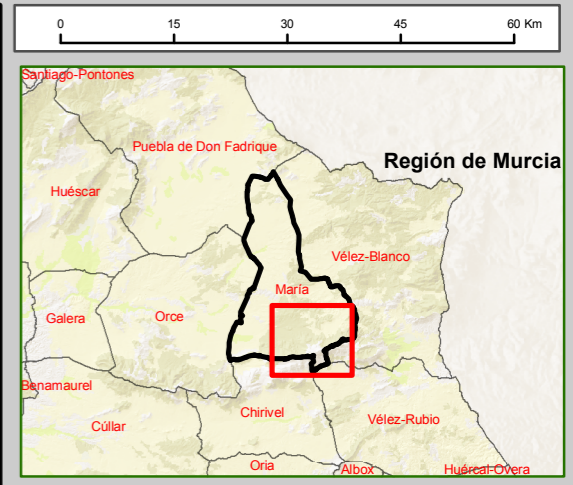 0 15 30 45 60 Km
Santiago-Pontones
Puebla de Don Fadrique
Región de Murcia
Huéscar
Vélez-Blanco
María
Galera
Orce
Benamaurel
Chirivel
Vélez-Rubio
Cúllar
Oria
Albox
Huércal-Overa